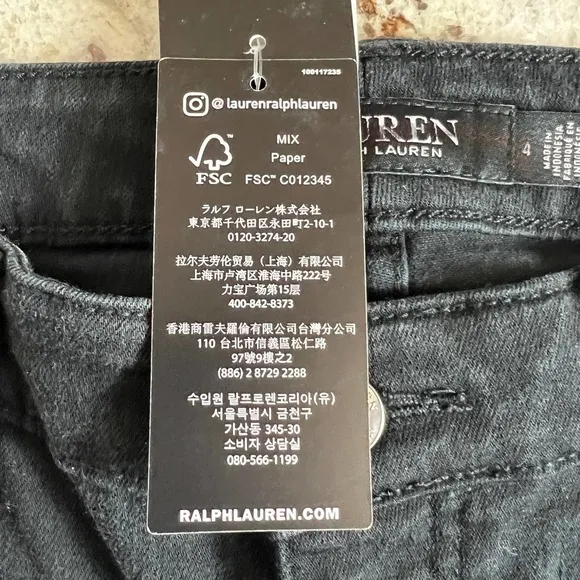 100117235
@ laurenralphlauren
FSC™
MIX
Paper
FSC™ C012345
ラルフ ローレン株式会社
東京都千代田区永田町2-10-1
0120-3274-20
拉尔夫劳伦贸易（上海）有限公司
上海市卢湾区淮海中路222号
力宝广场第15层
400-842-8373
香港商雷夫羅倫有限公司台灣分公司
110 台北市信義區松仁路
97號9樓之2
(886) 2 8729 2288
수입원 랄프로렌코리아(유)
서울특별시 금천구
가산동 345-30
소비자 상담실
080-566-1199
RALPHLAUREN.COM
UREN
H LAUREN
4
MADE IN
INDONESIA
FABRIQUÉ EN